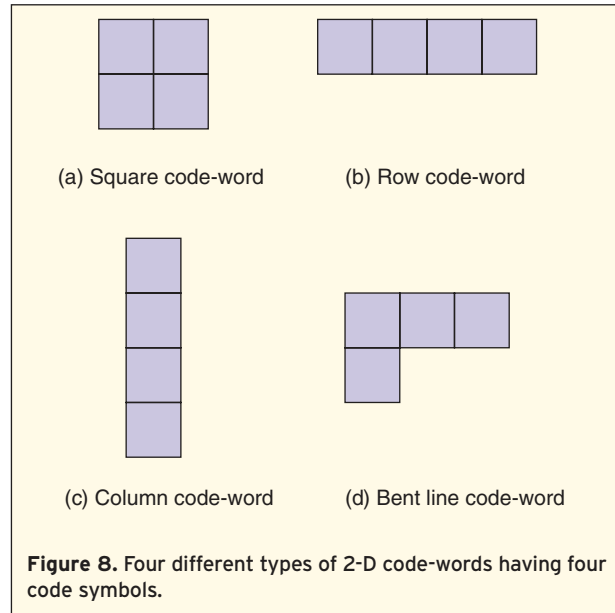 (a) Square code-word
(b) Row code-word
(c) Column code-word
(d) Bent line code-word
Figure 8. Four different types of 2-D code-words having four
code symbols.